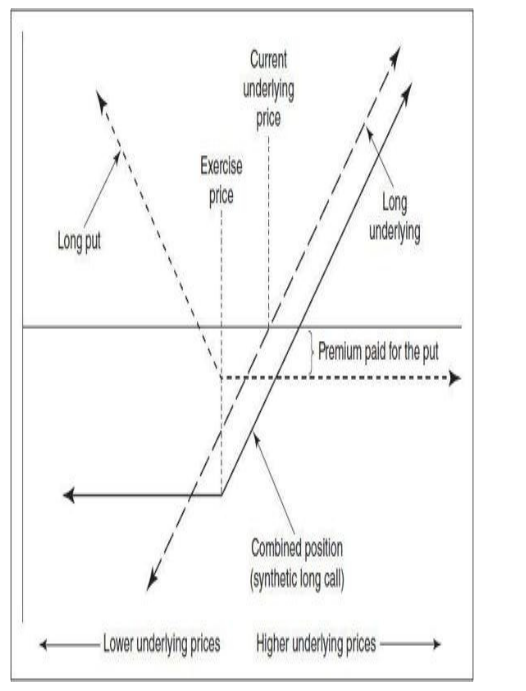 Current
underlying
price
Exercise
price
Long put
Long
underlying
Premium paid for the put
Combined position
(synthetic long call)
Lower underlying prices
Higher underlying prices